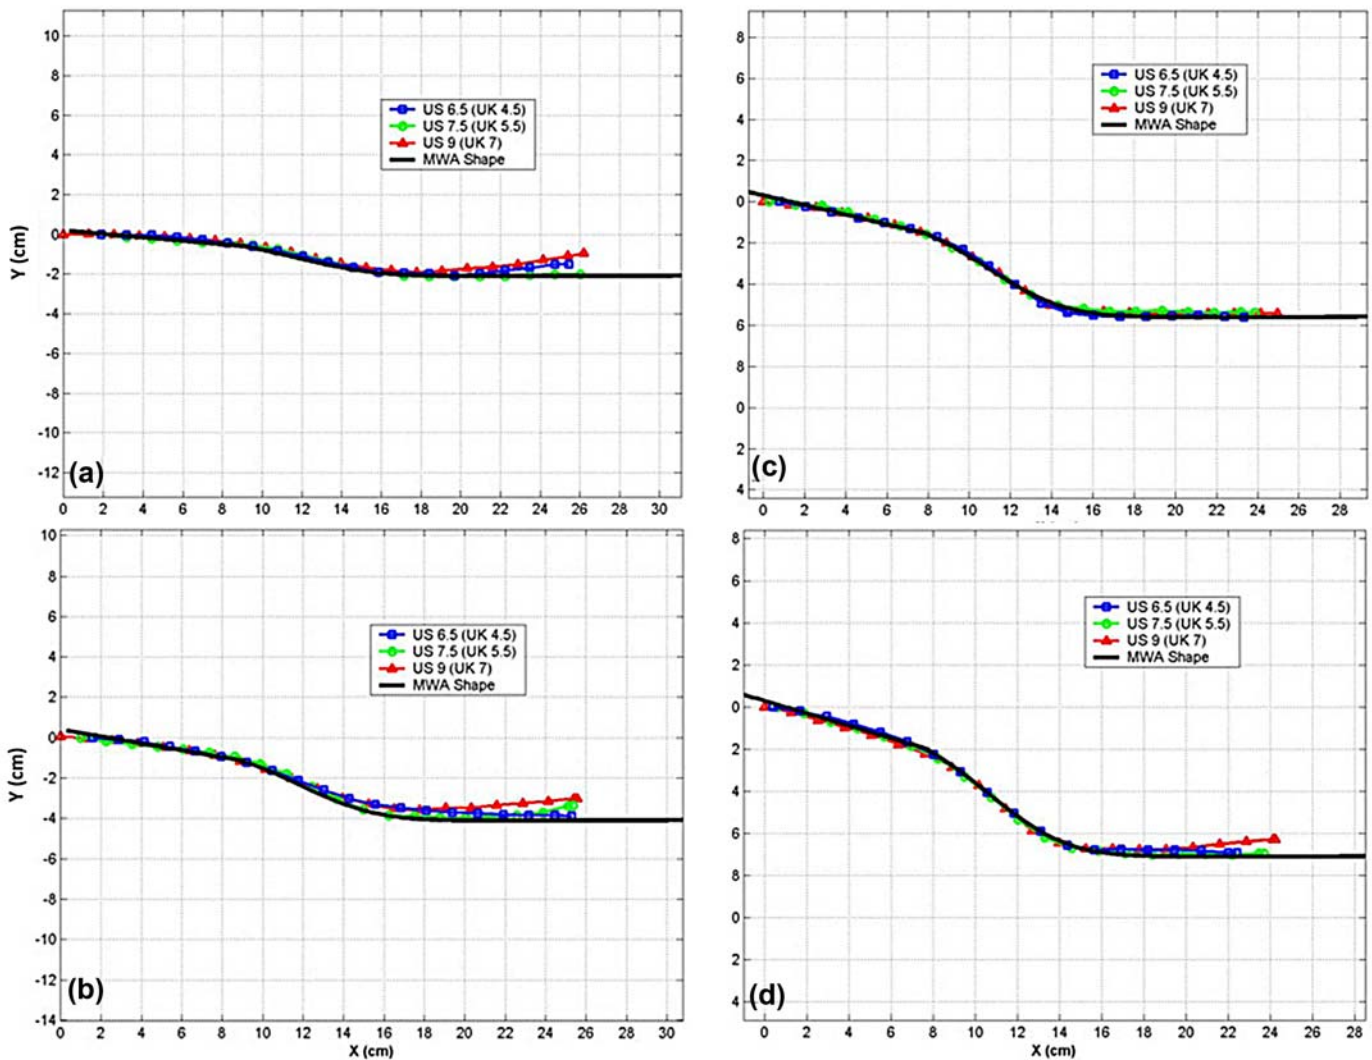 10
8
6
4
2
0
-2
-4
-6
-8
-10
-12
Y (cm)
US 6.5 (UK 4.5)
US 7.5 (UK 5.5)
US 9 (UK 7)
MWA Shape
(a)
0 2 4 6 8 10 12 14 16 18 20 22 24 26 28 30
8
6
4
2
0
2
4
6
8
0
2
4
US 6.5 (UK 4.5)
US 7.5 (UK 5.5)
US 9 (UK 7)
MWA Shape
(c)
0 2 4 6 8 10 12 14 16 18 20 22 24 26 28
10
8
6
4
2
0
-2
-4
-6
-8
-10
-12
-14
Y (cm)
US 6.5 (UK 4.5)
US 7.5 (UK 5.5)
US 9 (UK 7)
MWA Shape
(b)
0 2 4 6 8 10 12 14 16 18 20 22 24 26 28 30
X (cm)
8
6
4
2
0
2
4
6
8
0
2
4
US 6.5 (UK 4.5)
US 7.5 (UK 5.5)
US 9 (UK 7)
MWA Shape
(d)
0 2 4 6 8 10 12 14 16 18 20 22 24 26 28
X (cm)